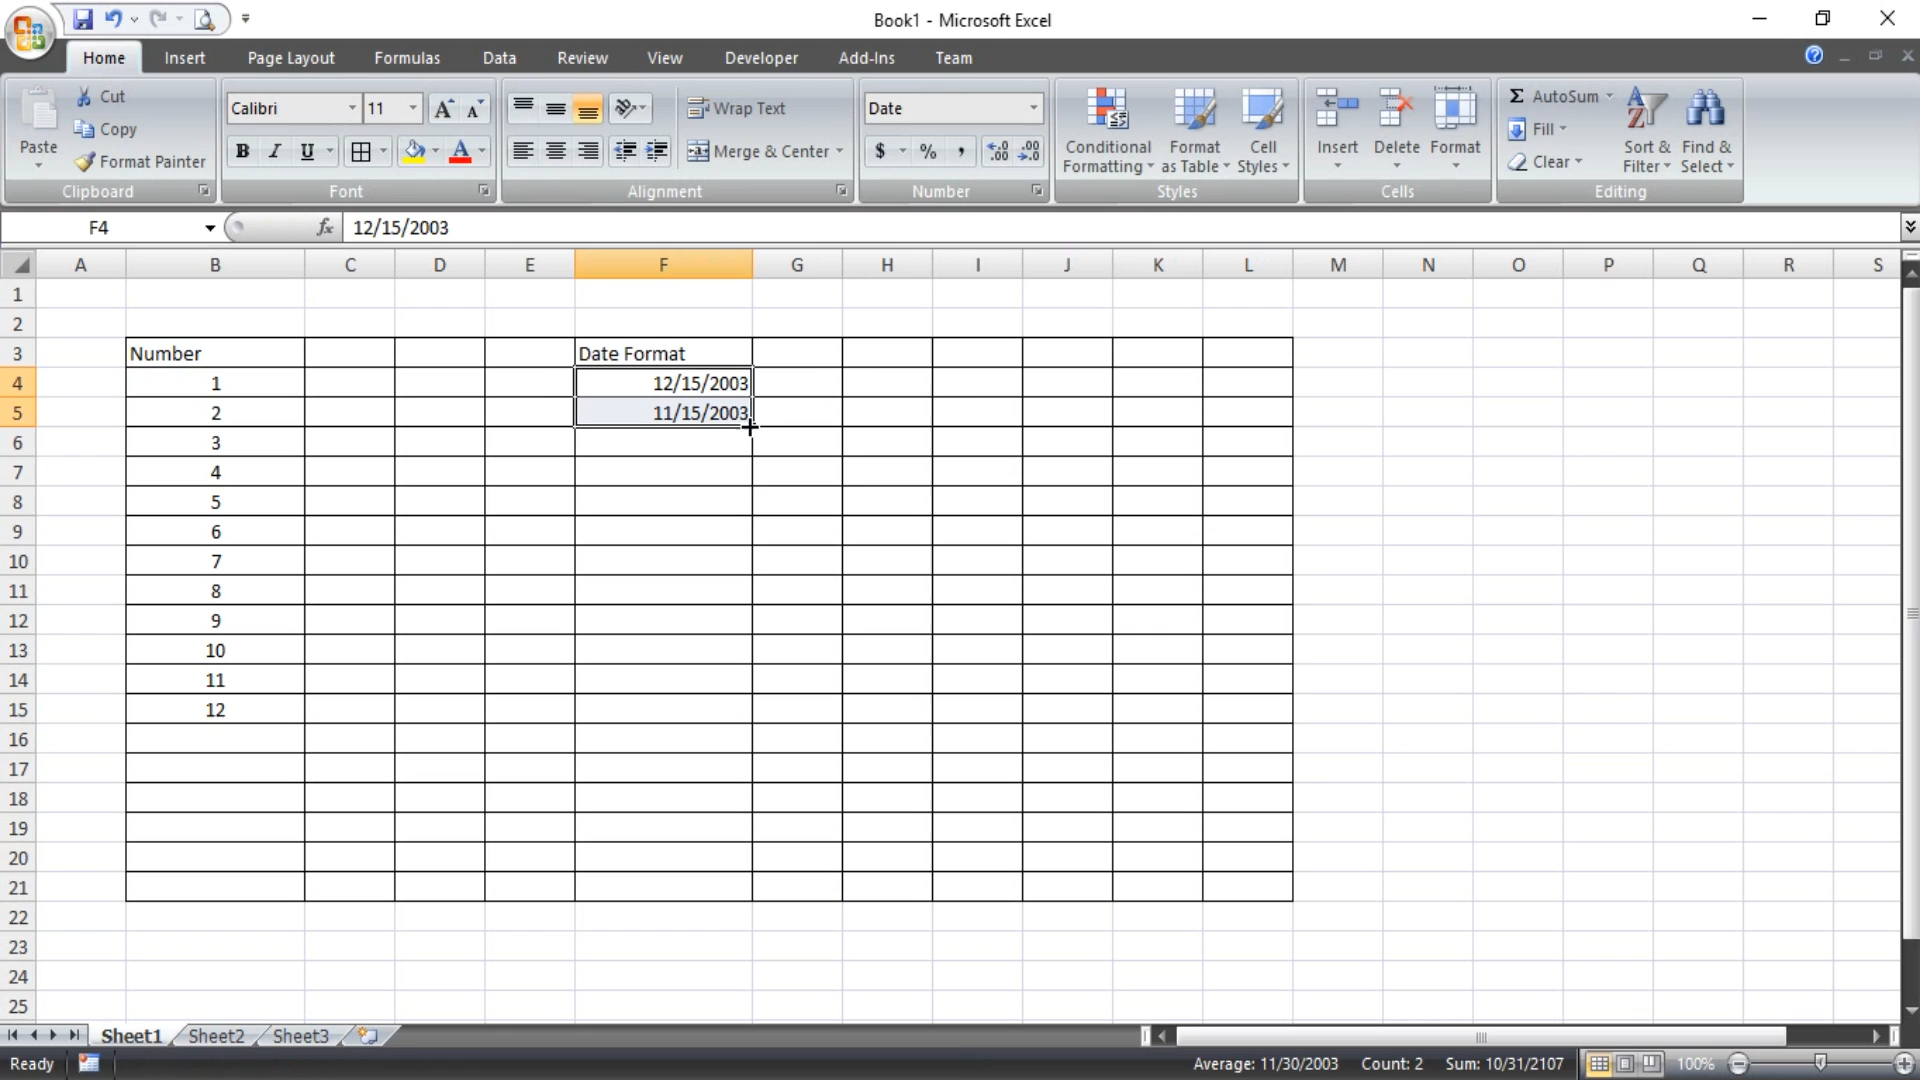 Book1 - Microsoft Excel
Home Insert Page Layout Formulas Data Review View Developer Add-Ins Team
Paste
Cut
Copy
Format Painter
Clipboard
Calibri 11
B I U
Font
Wrap Text
Merge & Center
Alignment
Date
$ % ,
Number
Conditional Formatting
Format as Table
Cell Styles
Styles
Insert Delete Format
Cells
Σ AutoSum
Fill
Clear
Sort & Filter
Find & Select
Editing
F4 fx 12/15/2003
A B C D E F G H I J K L M N O P Q R S
1
2
3 Number Date Format
4 1 12/15/2003
5 2 11/15/2003
6 3
7 4
8 5
9 6
10 7
11 8
12 9
13 10
14 11
15 12
16
17
18
19
20
21
22
23
24
25
Sheet1 Sheet2 Sheet3
Ready Average: 11/30/2003 Count: 2 Sum: 10/31/2107 100%